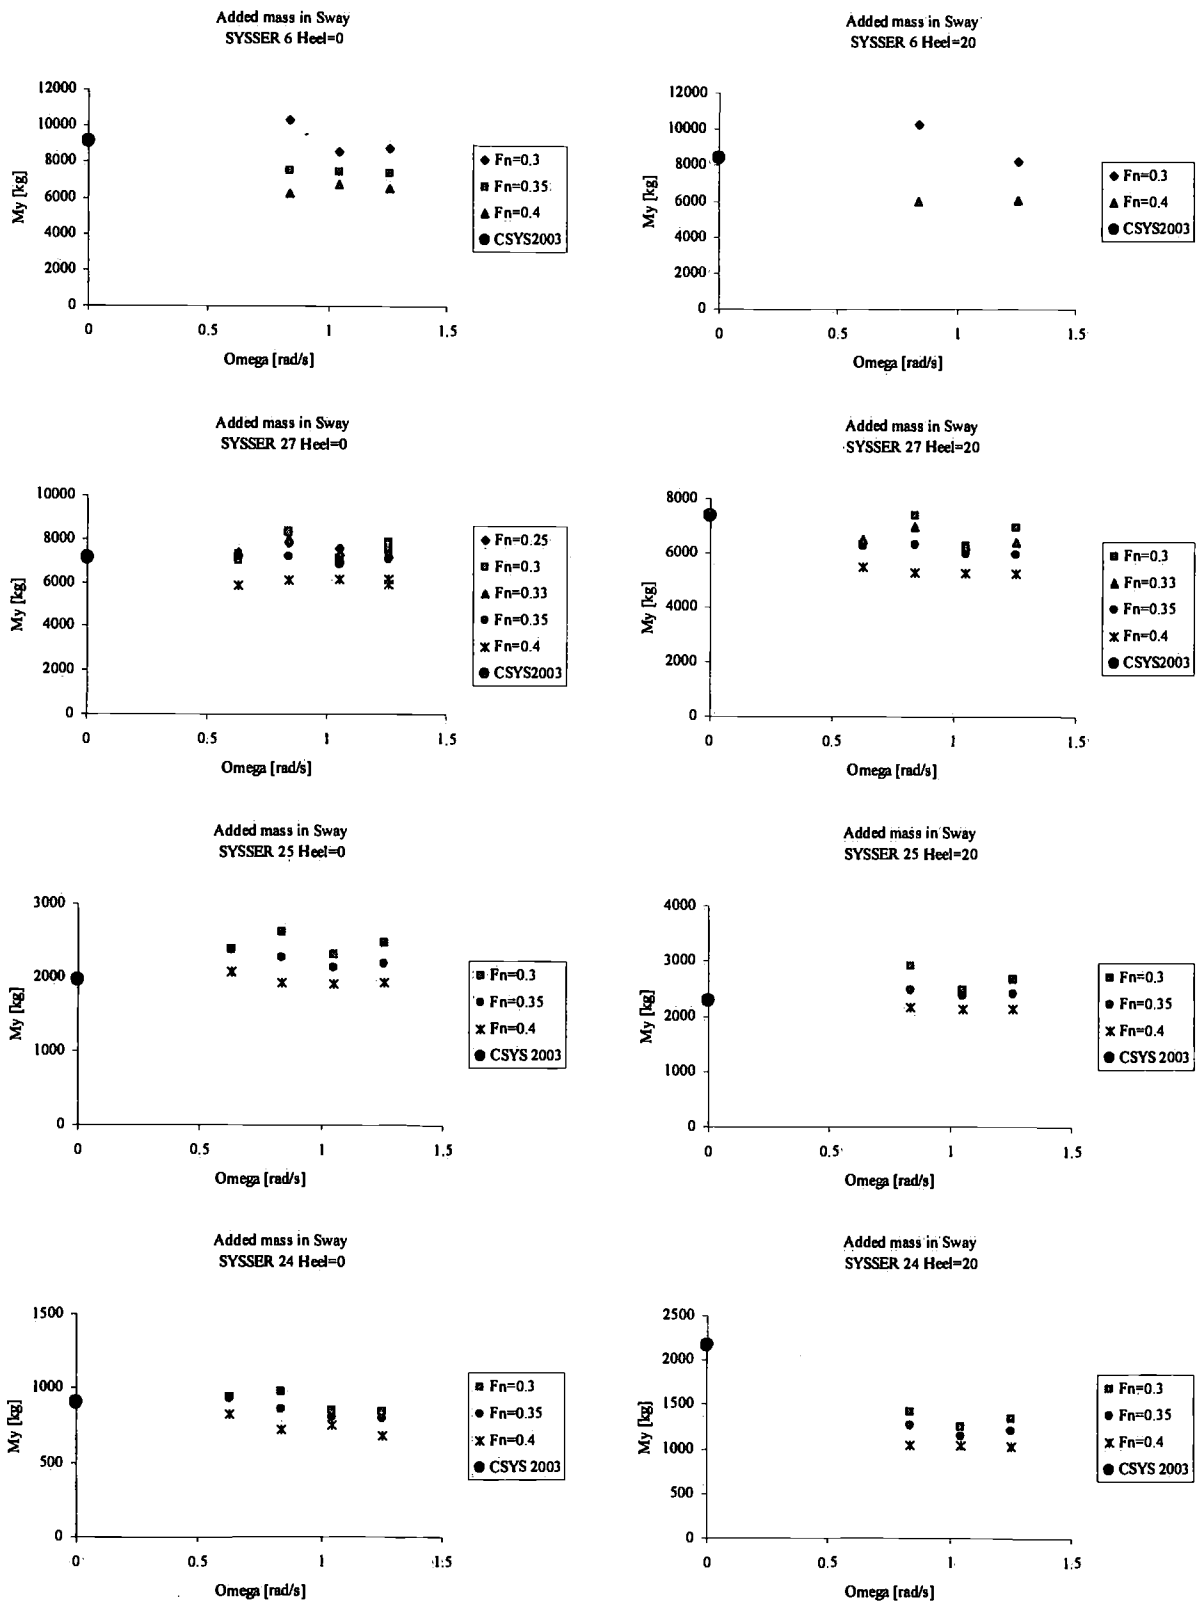 Added mass in Sway
SYSSER 6 Heel=0
12000
10000
8000
6000
4000
2000
0
My [kg]
0
0.5
1
1.5
Omega [rad/s]
Fn=0.3
Fn=0.35
Fn=0.4
CSYS2003
Added mass in Sway
SYSSER 6 Heel=20
12000
10000
8000
6000
4000
2000
0
My [kg]
0
0.5
1
1.5
Omega [rad/s]
Fn=0.3
Fn=0.4
CSYS2003
Added mass in Sway
SYSSER 27 Heel=0
10000
8000
6000
4000
2000
0
My [kg]
0
0.5
1
1.5
Omega [rad/s]
Fn=0.25
Fn=0.3
Fn=0.33
Fn=0.35
Fn=0.4
CSYS2003
Added mass in Sway
SYSSER 27 Heel=20
8000
6000
4000
2000
0
My [kg]
0
0.5
1
1.5
Omega [rad/s]
Fn=0.3
Fn=0.33
Fn=0.35
Fn=0.4
CSYS2003
Added mass in Sway
SYSSER 25 Heel=0
3000
2000
1000
0
My [kg]
0
0.5
1
1.5
Omega [rad/s]
Fn=0.3
Fn=0.35
Fn=0.4
CSYS 2003
Added mass in Sway
SYSSER 25 Heel=20
4000
3000
2000
1000
0
My [kg]
0
0.5
1
1.5
Omega [rad/s]
Fn=0.3
Fn=0.35
Fn=0.4
CSYS 2003
Added mass in Sway
SYSSER 24 Heel=0
1500
1000
500
0
My [kg]
0
0.5
1
1.5
Omega [rad/s]
Fn=0.3
Fn=0.35
Fn=0.4
CSYS 2003
Added mass in Sway
SYSSER 24 Heel=20
2500
2000
1500
1000
500
0
My [kg]
0
0.5
1
1.5
Omega [rad/s]
Fn=0.3
Fn=0.35
Fn=0.4
CSYS 2003